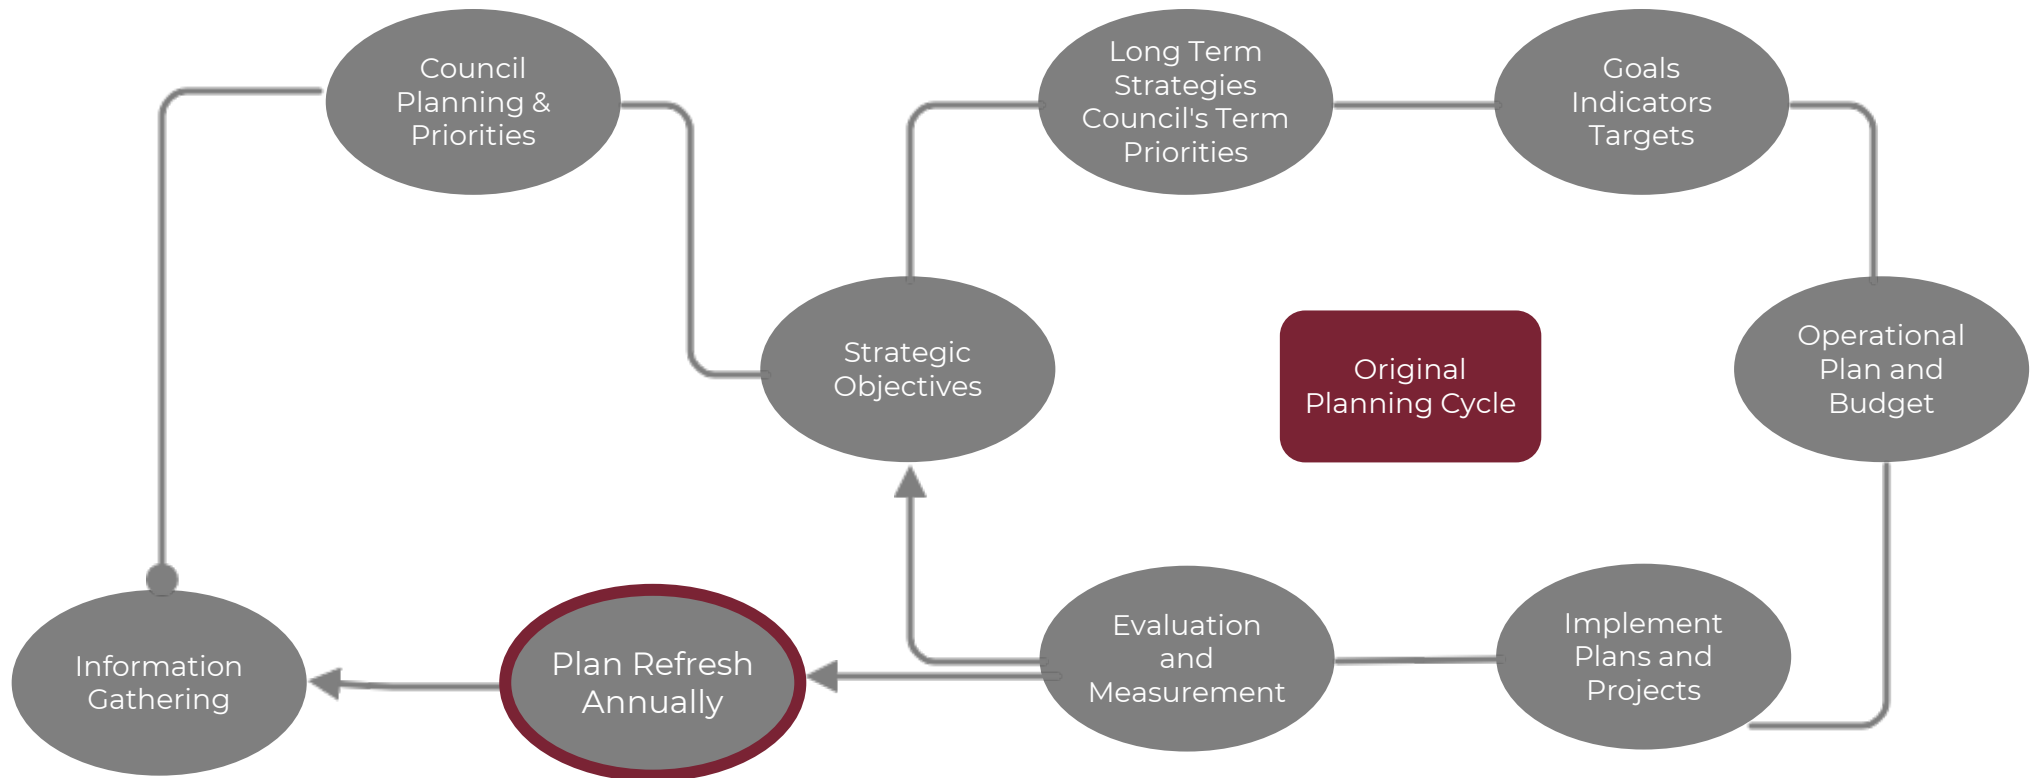 Council
Planning &
Priorities
Long Term
Strategies
Council's Term
Priorities
Goals
Indicators
Targets
Strategic
Objectives
Original
Planning Cycle
Operational
Plan and
Budget
Information
Gathering
Plan Refresh
Annually
Evaluation
and
Measurement
Implement
Plans and
Projects